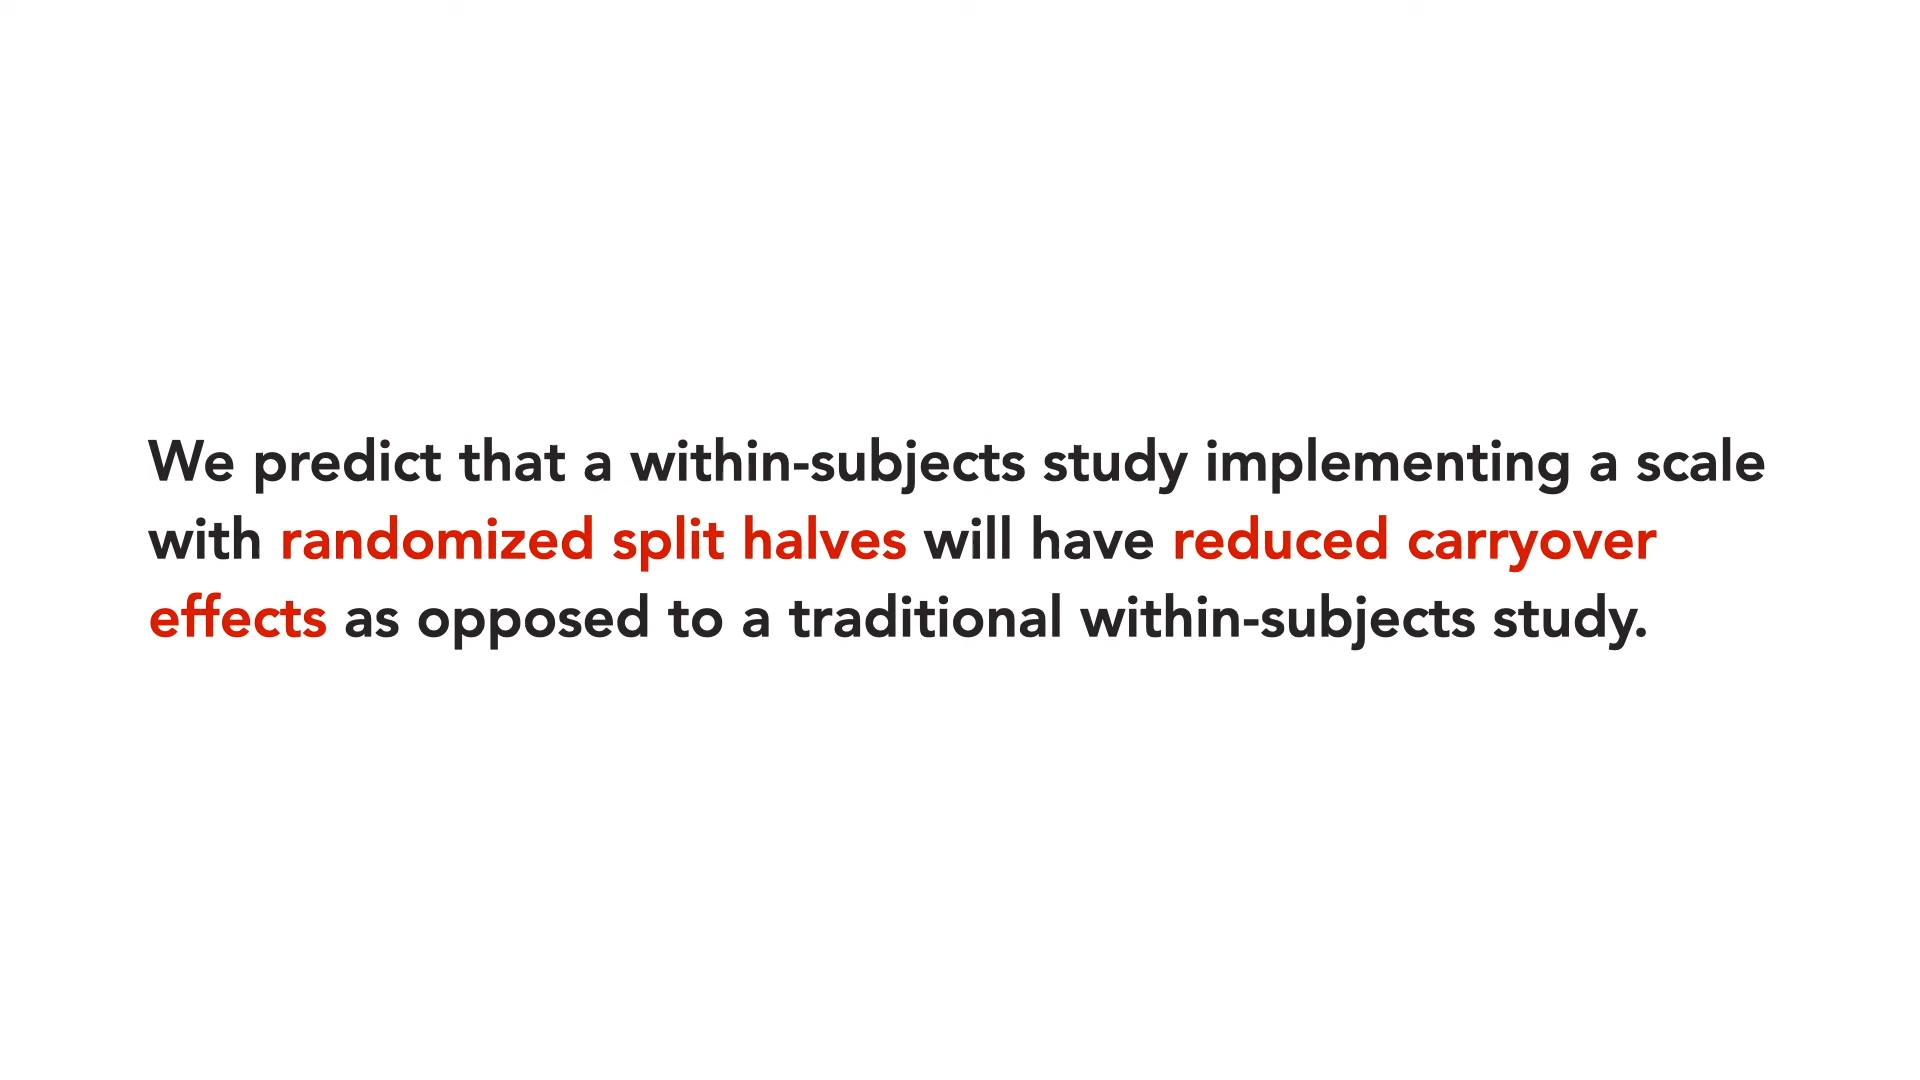 We predict that a within-subjects study implementing a scale
with randomized split halves will have reduced carryover
effects as opposed to a traditional within-subjects study.